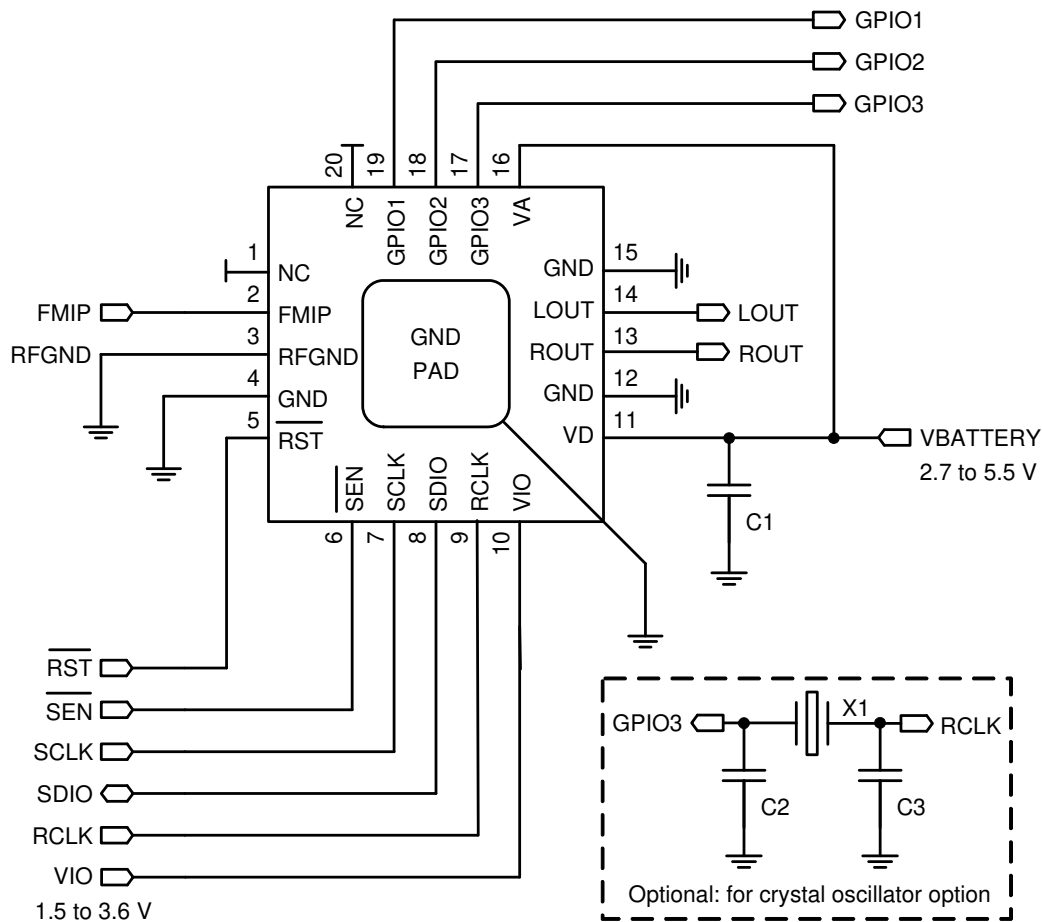 GPIO1
GPIO2
GPIO3
20 19 18 17 16
NC GPIO1 GPIO2 GPIO3 VA
1 NC
FMIP 2 FMIP
RFGND 3 RFGND
4 GND
5 RST
GND
PAD
GND 15
LOUT 14 LOUT
ROUT 13 ROUT
GND 12
VD 11 VBATTERY
2.7 to 5.5 V
C1
SEN SCLK SDIO RCLK VIO
6 7 8 9 10
RST
SEN
SCLK
SDIO
RCLK
VIO
1.5 to 3.6 V
GPIO3 X1 RCLK
C2 C3
Optional: for crystal oscillator option